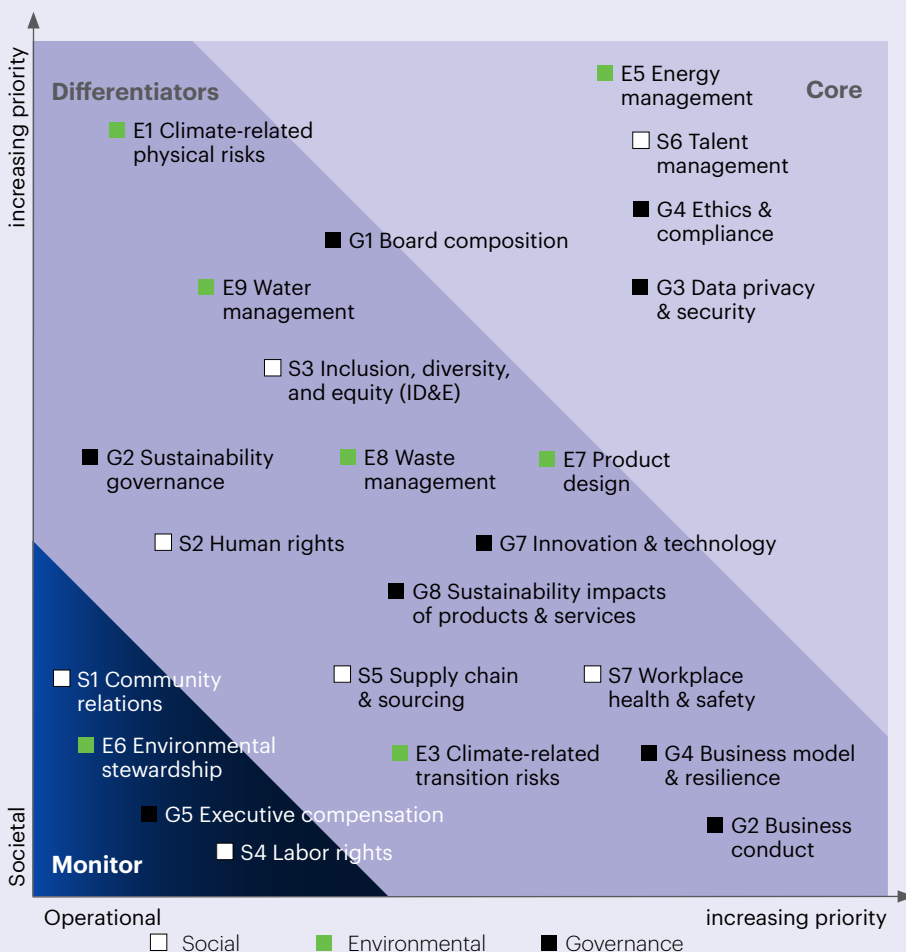 increasing priority
Societal
Differentiators
Core
E5 Energy
management
E1 Climate-related
physical risks
S6 Talent
management
G4 Ethics &
compliance
G1 Board composition
E9 Water
management
G3 Data privacy
& security
S3 Inclusion, diversity,
and equity (ID&E)
G2 Sustainability
governance
E8 Waste
management
E7 Product
design
S2 Human rights
G7 Innovation & technology
G8 Sustainability impacts
of products & services
S1 Community
relations
S5 Supply chain
& sourcing
S7 Workplace
health & safety
E6 Environmental
stewardship
E3 Climate-related
transition risks
G4 Business model
& resilience
G5 Executive compensation
G2 Business
conduct
S4 Labor rights
Monitor
Operational
increasing priority
Social
Environmental
Governance